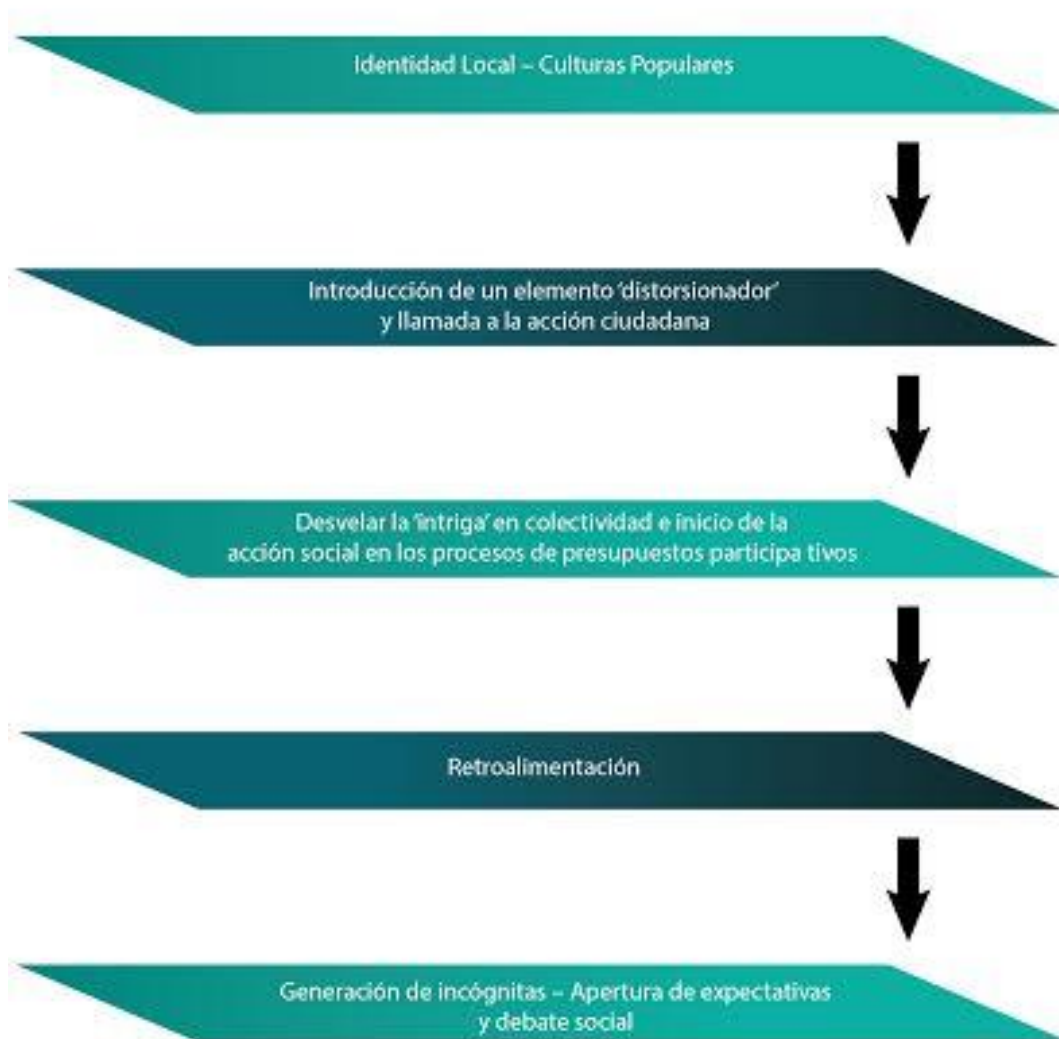 Identidad Local – Culturas Populares
Introducción de un elemento ‘distorsionador’
y llamada a la acción ciudadana
Desvelar la ‘intriga’ en colectividad e inicio de la
acción social en los procesos de presupuestos participa tivos
Retroalimentación
Generación de incógnitas – Apertura de expectativas
y debate social